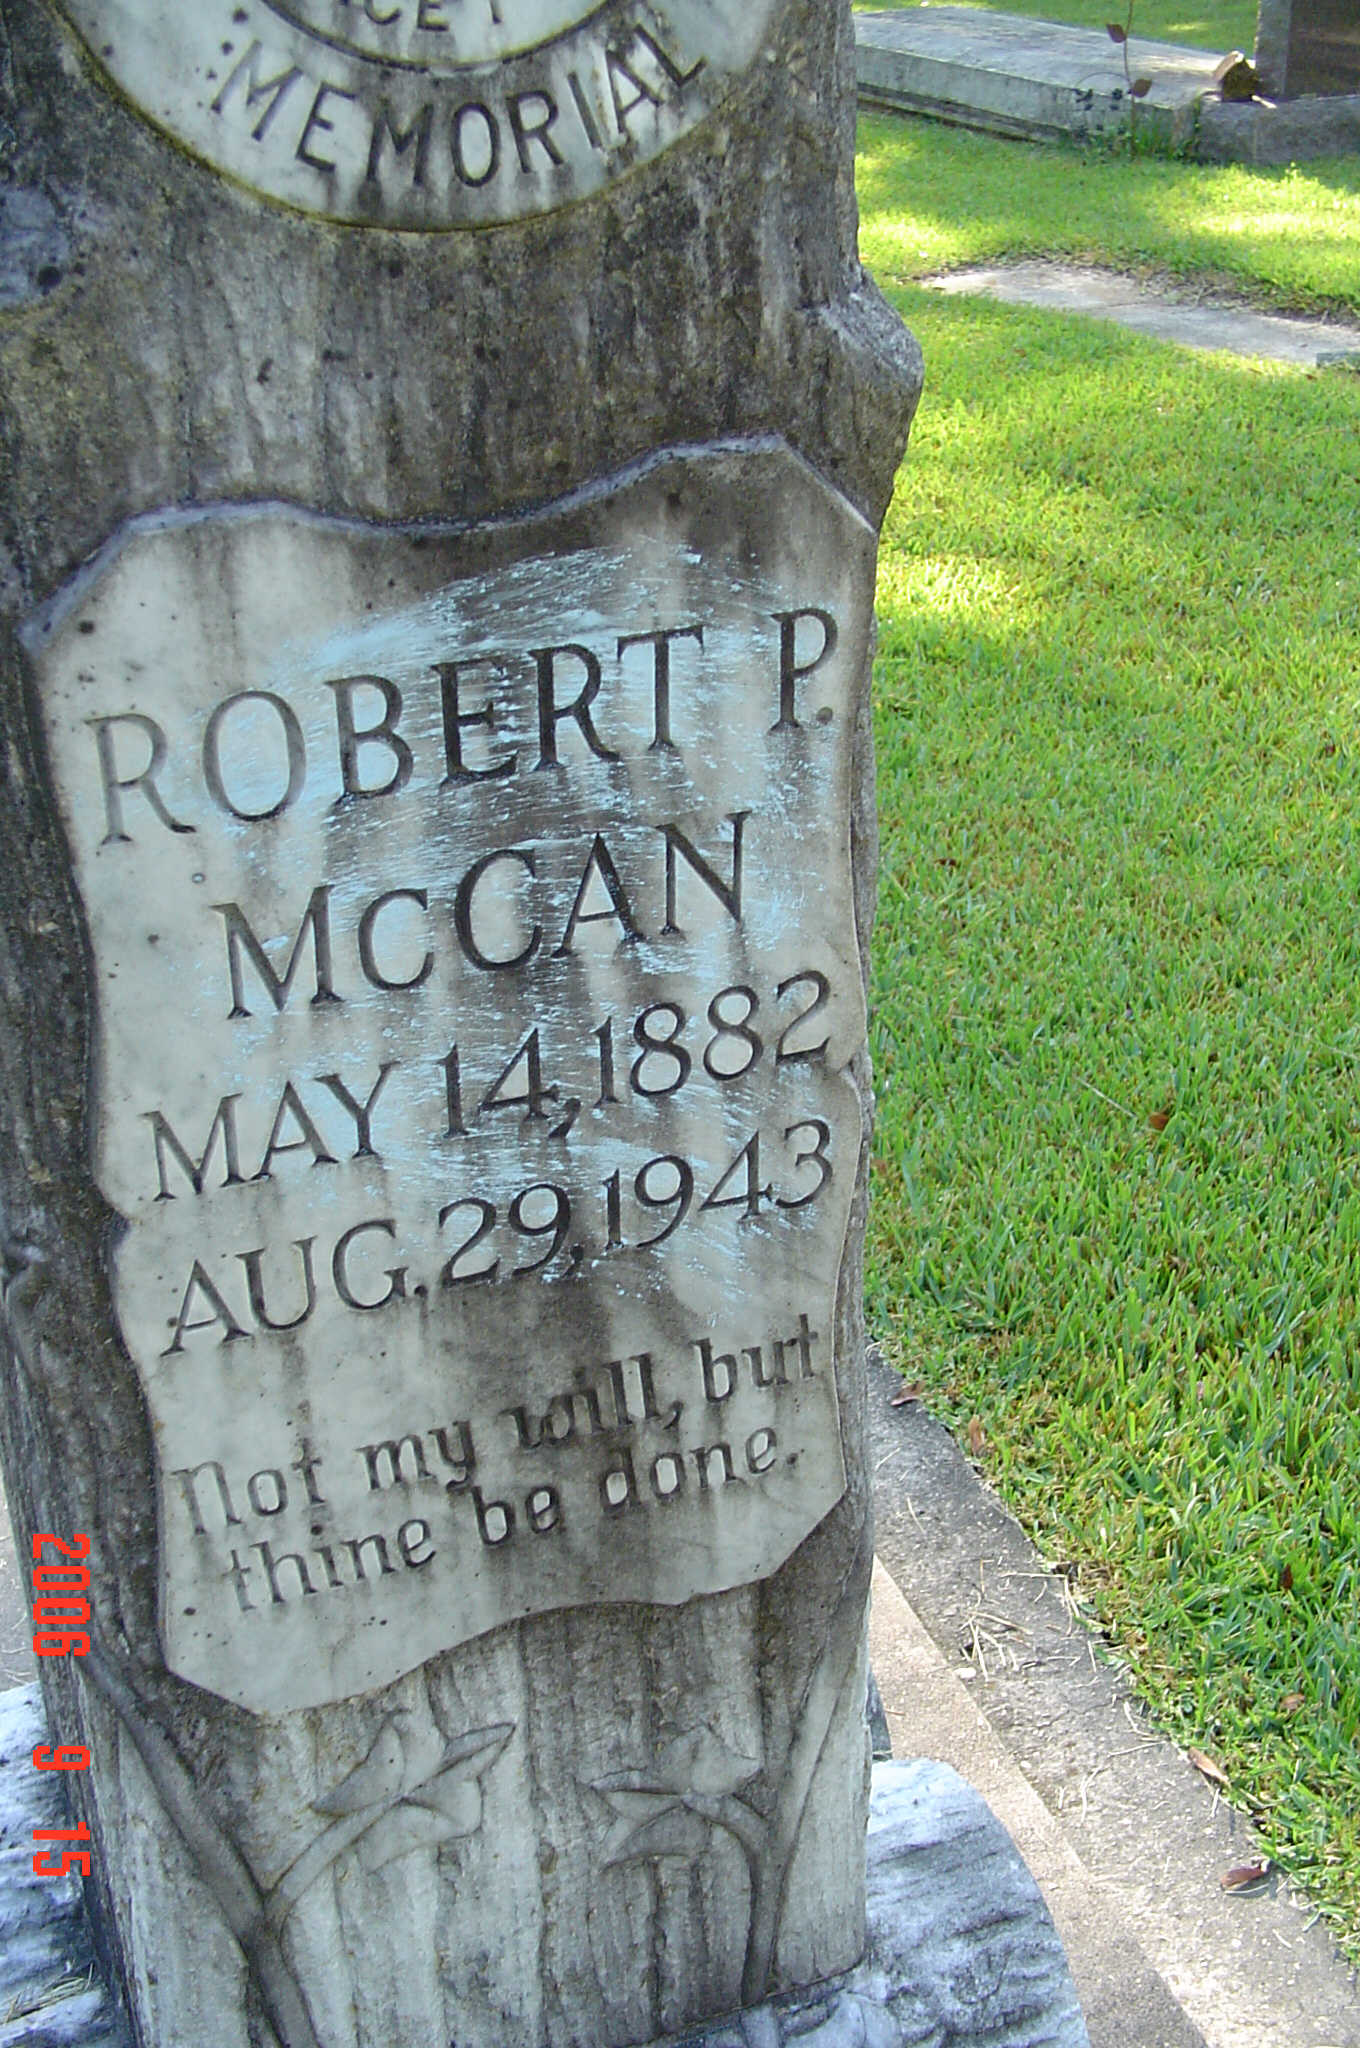 MEMORIAL
ROBERT P.
McCAN
MAY 14, 1882
AUG. 29, 1943
Not my will, but
thine be done.
2006 9 15